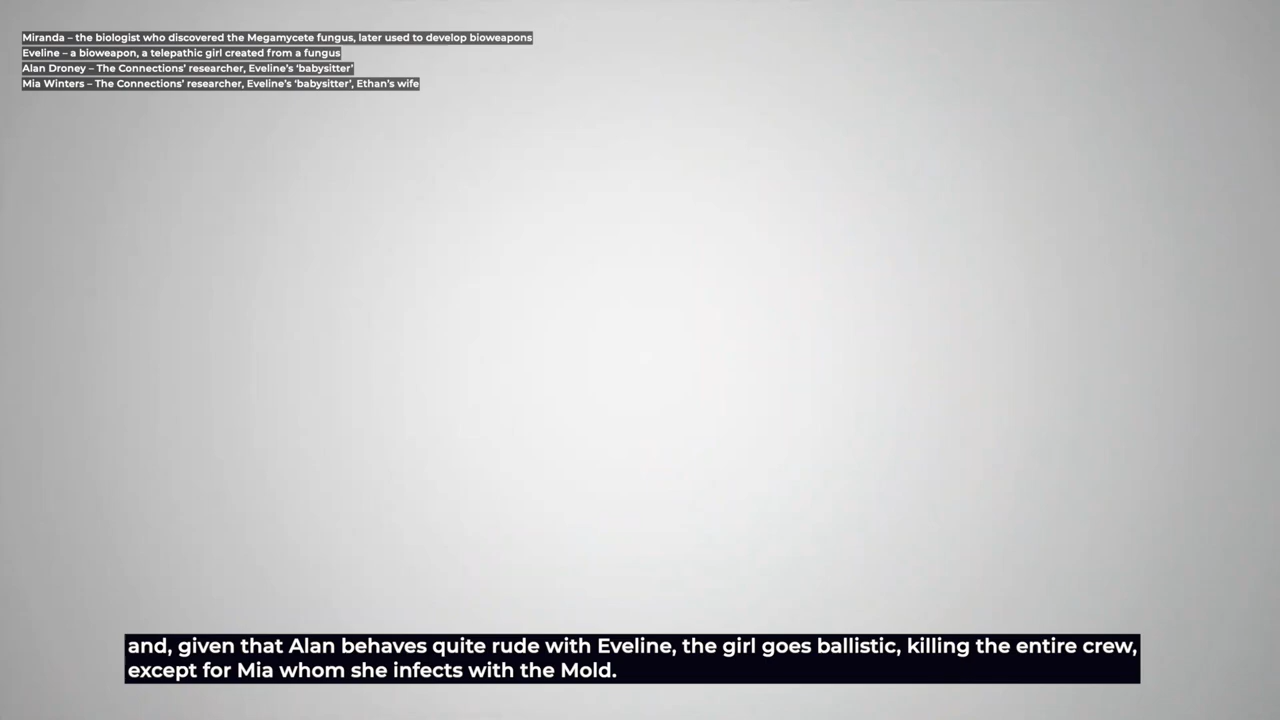 Miranda – the biologist who discovered the Megamycete fungus, later used to develop bioweapons
Eveline – a bioweapon, a telepathic girl created from a fungus
Alan Droney – The Connections’ researcher, Eveline’s ‘babysitter’
Mia Winters – The Connections’ researcher, Eveline’s ‘babysitter’, Ethan’s wife
and, given that Alan behaves quite rude with Eveline, the girl goes ballistic, killing the entire crew,
except for Mia whom she infects with the Mold.